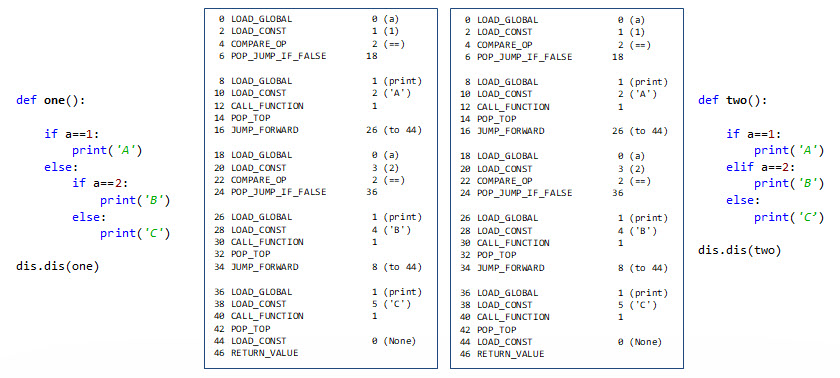 def one():
if a==1:
print('A')
else:
if a==2:
print('B')
else:
print('C')
dis.dis(one)
0 LOAD_GLOBAL 0 (a)
2 LOAD_CONST 1 (1)
4 COMPARE_OP 2 (==)
6 POP_JUMP_IF_FALSE 18
8 LOAD_GLOBAL 1 (print)
10 LOAD_CONST 2 ('A')
12 CALL_FUNCTION 1
14 POP_TOP
16 JUMP_FORWARD 26 (to 44)
18 LOAD_GLOBAL 0 (a)
20 LOAD_CONST 3 (2)
22 COMPARE_OP 2 (==)
24 POP_JUMP_IF_FALSE 36
26 LOAD_GLOBAL 1 (print)
28 LOAD_CONST 4 ('B')
30 CALL_FUNCTION 1
32 POP_TOP
34 JUMP_FORWARD 8 (to 44)
36 LOAD_GLOBAL 1 (print)
38 LOAD_CONST 5 ('C')
40 CALL_FUNCTION 1
42 POP_TOP
44 LOAD_CONST 0 (None)
46 RETURN_VALUE
0 LOAD_GLOBAL 0 (a)
2 LOAD_CONST 1 (1)
4 COMPARE_OP 2 (==)
6 POP_JUMP_IF_FALSE 18
8 LOAD_GLOBAL 1 (print)
10 LOAD_CONST 2 ('A')
12 CALL_FUNCTION 1
14 POP_TOP
16 JUMP_FORWARD 26 (to 44)
18 LOAD_GLOBAL 0 (a)
20 LOAD_CONST 3 (2)
22 COMPARE_OP 2 (==)
24 POP_JUMP_IF_FALSE 36
26 LOAD_GLOBAL 1 (print)
28 LOAD_CONST 4 ('B')
30 CALL_FUNCTION 1
32 POP_TOP
34 JUMP_FORWARD 8 (to 44)
36 LOAD_GLOBAL 1 (print)
38 LOAD_CONST 5 ('C')
40 CALL_FUNCTION 1
42 POP_TOP
44 LOAD_CONST 0 (None)
46 RETURN_VALUE
def two():
if a==1:
print('A')
elif a==2:
print('B')
else:
print('C’)
dis.dis(two)